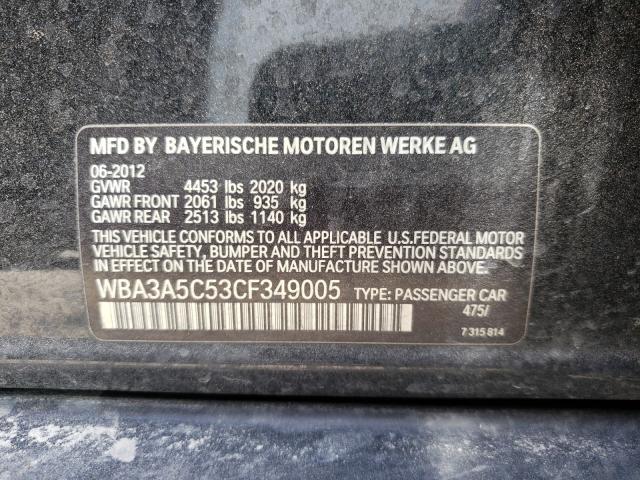 MFD BY BAYERISCHE MOTOREN WERKE AG
06-2012
GVWR 4453 lbs 2020 kg
GAWR FRONT 2061 lbs 935 kg
GAWR REAR 2513 lbs 1140 kg
THIS VEHICLE CONFORMS TO ALL APPLICABLE U.S.FEDERAL MOTOR
VEHICLE SAFETY, BUMPER AND THEFT PREVENTION STANDARDS
IN EFFECT ON THE DATE OF MANUFACTURE SHOWN ABOVE.
WBA3A5C53CF349005 TYPE: PASSENGER CAR
475/
7 315 814